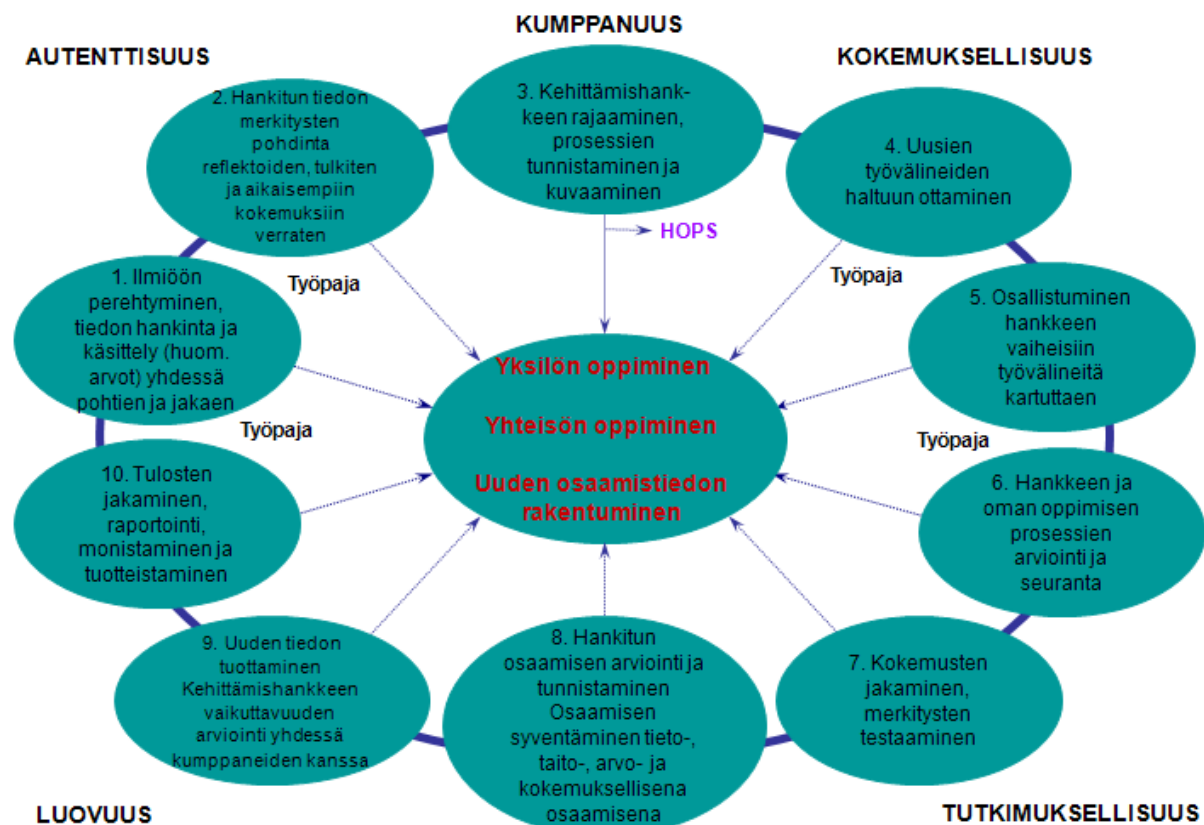 KUMPPANUUS
AUTENTTISUUS
KOKEMUKSELLISUUS
2. Hankitun tiedon
merkitysten
pohdinta
reflektoiden, tulkiten
ja aikaisempiin
kokemuksiin
verraten
3. Kehittämishank-
keen rajaaminen,
prosessien
tunnistaminen ja
kuvaaminen
4. Uusien
työvälineiden
haltuun ottaminen
HOPS
Työpaja
Työpaja
1. Ilmiöön
perehtyminen,
tiedon hankinta ja
käsittely (huom.
arvot) yhdessä
pohtien ja jakaen
5. Osallistuminen
hankkeen
vaiheisiin
työvälineitä
kartuttaen
Yksilön oppiminen
Yhteisön oppiminen
Uuden osaamistiedon
rakentuminen
Työpaja
Työpaja
10. Tulosten
jakaminen,
raportointi,
monistaminen ja
tuotteistaminen
6. Hankkeen ja
oman oppimisen
prosessien
arviointi ja
seuranta
9. Uuden tiedon
tuottaminen
Kehittämishankkeen
vaikuttavuuden
arviointi yhdessä
kumppaneiden kanssa
8. Hankitun
osaamisen arviointi ja
tunnistaminen
Osaamisen
syventäminen tieto-,
taito-, arvo- ja
kokemuksellisena
osaamisena
7. Kokemusten
jakaminen,
merkitysten
testaaminen
LUOVUUS
TUTKIMUKSELLISUUS